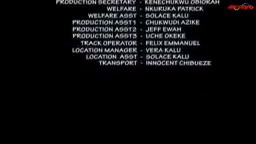 PRODUCTION SECRETARY - KENECHUKWU OBIORAH
WELFARE - NKURUKA PATRICK
WELFARE ASST - SOLACE KALU
PRODUCTION ASST1 - CHUKWUDI AZIKE
PRODUCTION ASST2 - JEFF EWAH
PRODUCTION ASST3 - UCHE OKEKE
TRACK OPERATOR - FELIX EMMANUEL
LOCATION MANAGER - VERA KALU
LOCATION ASST - SOLACE KALU
TRANSPORT - INNOCENT CHIBUEZE